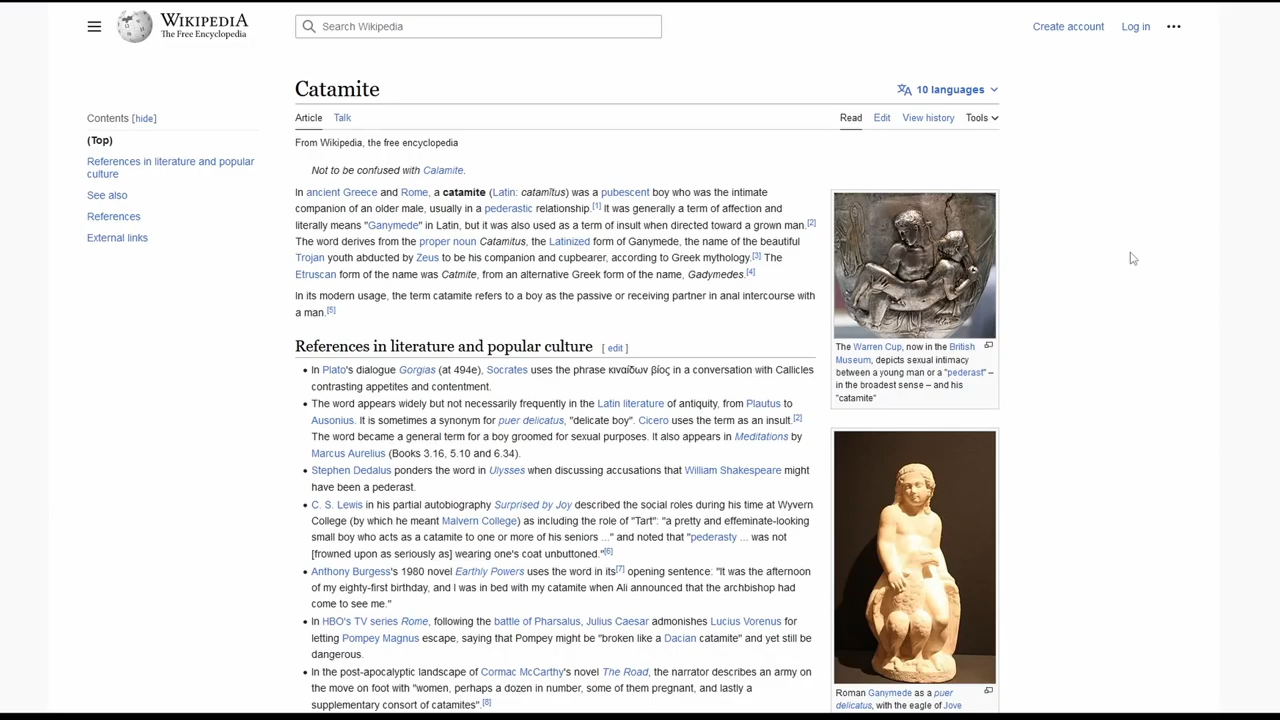 WIKIPEDIA
The Free Encyclopedia
Search Wikipedia
Create account
Log in
Contents [hide]
(Top)
References in literature and popular
culture
See also
References
External links
Catamite
10 languages
Article
Talk
Read
Edit
View history
Tools
From Wikipedia, the free encyclopedia
Not to be confused with Calamite.
In ancient Greece and Rome, a catamite (Latin: catamītus) was a pubescent boy who was the intimate
companion of an older male, usually in a pederastic relationship.[1] It was generally a term of affection and
literally means "Ganymede" in Latin, but it was also used as a term of insult when directed toward a grown man.[2]
The word derives from the proper noun Catamitus, the Latinized form of Ganymede, the name of the beautiful
Trojan youth abducted by Zeus to be his companion and cupbearer, according to Greek mythology.[3] The
Etruscan form of the name was Catmite, from an alternative Greek form of the name, Gadymedes.[4]
In its modern usage, the term catamite refers to a boy as the passive or receiving partner in anal intercourse with
a man.[5]
References in literature and popular culture [ edit ]
• In Plato's dialogue Gorgias (at 494e), Socrates uses the phrase κιναίδων βίος in a conversation with Callicles
contrasting appetites and contentment.
• The word appears widely but not necessarily frequently in the Latin literature of antiquity, from Plautus to
Ausonius. It is sometimes a synonym for puer delicatus, "delicate boy". Cicero uses the term as an insult.[2]
The word became a general term for a boy groomed for sexual purposes. It also appears in Meditations by
Marcus Aurelius (Books 3.16, 5.10 and 6.34).
• Stephen Dedalus ponders the word in Ulysses when discussing accusations that William Shakespeare might
have been a pederast.
• C. S. Lewis in his partial autobiography Surprised by Joy described the social roles during his time at Wyvern
College (by which he meant Malvern College) as including the role of "Tart": "a pretty and effeminate-looking
small boy who acts as a catamite to one or more of his seniors ..." and noted that "pederasty ... was not
[frowned upon as seriously as] wearing one's coat unbuttoned."[6]
• Anthony Burgess's 1980 novel Earthly Powers uses the word in its[7] opening sentence: "It was the afternoon
of my eighty-first birthday, and I was in bed with my catamite when Ali announced that the archbishop had
come to see me."
• In HBO's TV series Rome, following the battle of Pharsalus, Julius Caesar admonishes Lucius Vorenus for
letting Pompey Magnus escape, saying that Pompey might be "broken like a Dacian catamite" and yet still be
dangerous.
• In the post-apocalyptic landscape of Cormac McCarthy's novel The Road, the narrator describes an army on
the move on foot with "women, perhaps a dozen in number, some of them pregnant, and lastly a
supplementary consort of catamites".[8]
The Warren Cup, now in the British
Museum, depicts sexual intimacy
between a young man or a "pederast" –
in the broadest sense – and his
"catamite"
Roman Ganymede as a puer
delicatus, with the eagle of Jove